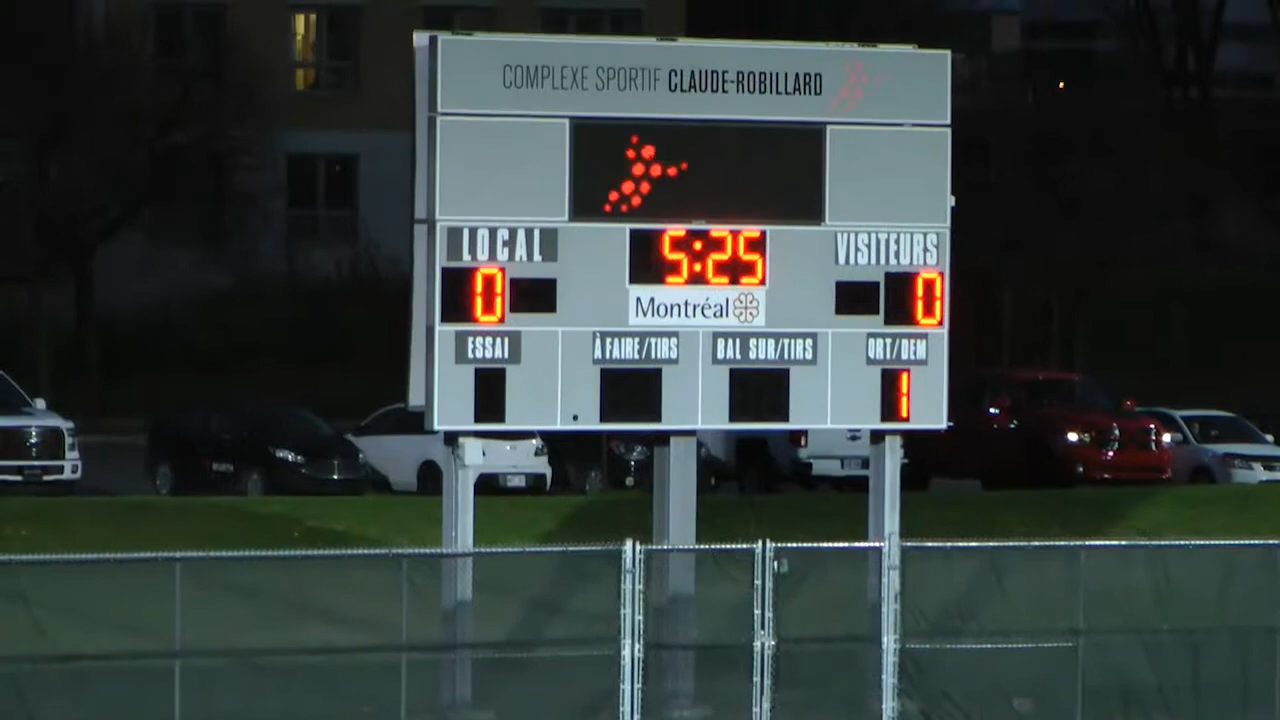 COMPLEXE SPORTIF CLAUDE-ROBILLARD
LOCAL 5:25 VISITEURS
0 0
Montréal
ESSAI À FAIRE/TIRS BAL SUR/TIRS QRT/DEM
1